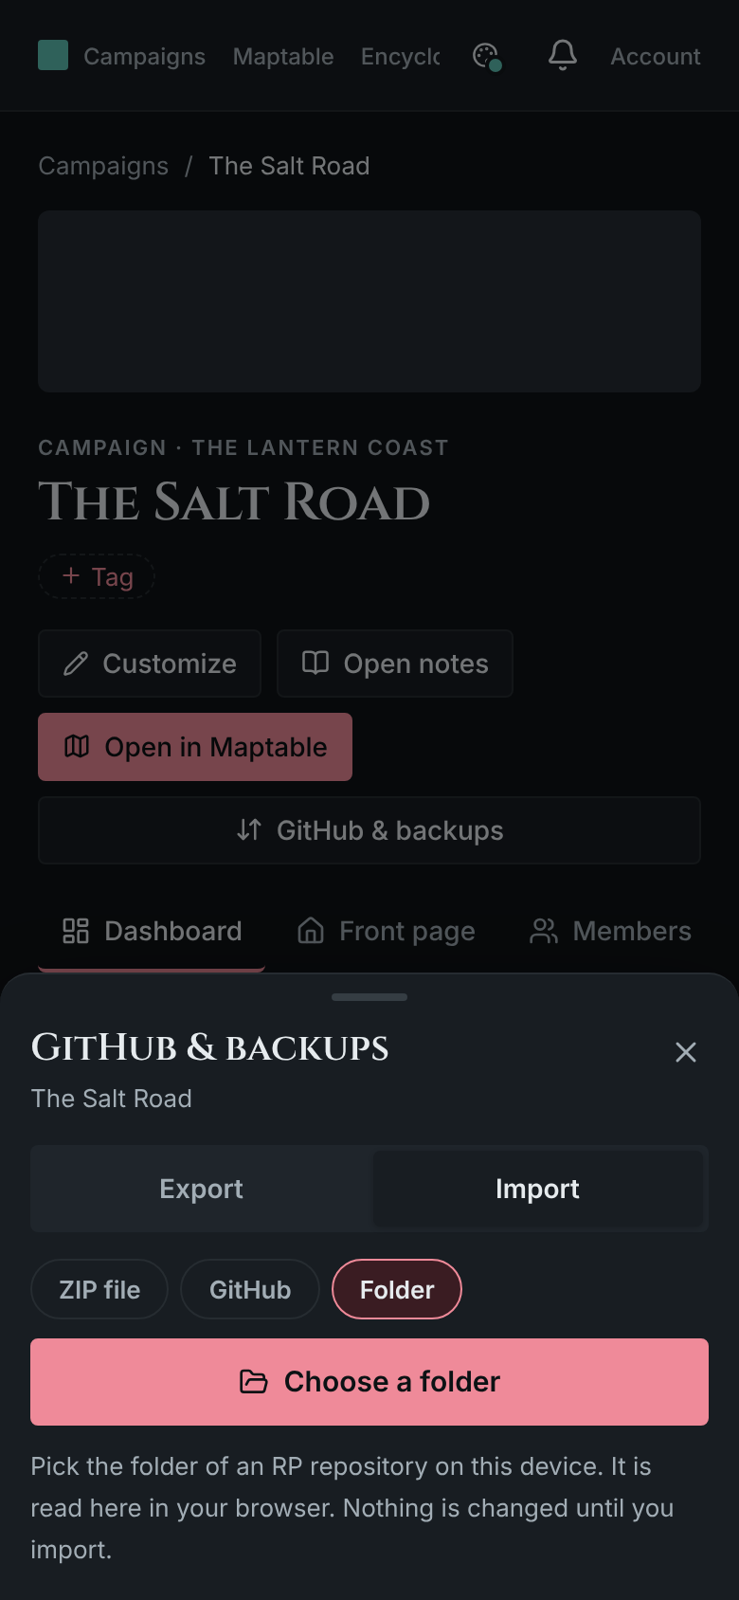 Campaigns Maptable Encyclc Account
Campaigns / The Salt Road
CAMPAIGN · THE LANTERN COAST
The Salt Road
+ Tag
Customize Open notes
Open in Maptable
GitHub & backups
Dashboard Front page Members
GitHub & backups
The Salt Road
Export Import
ZIP file GitHub Folder
Choose a folder
Pick the folder of an RP repository on this device. It is
read here in your browser. Nothing is changed until you
import.